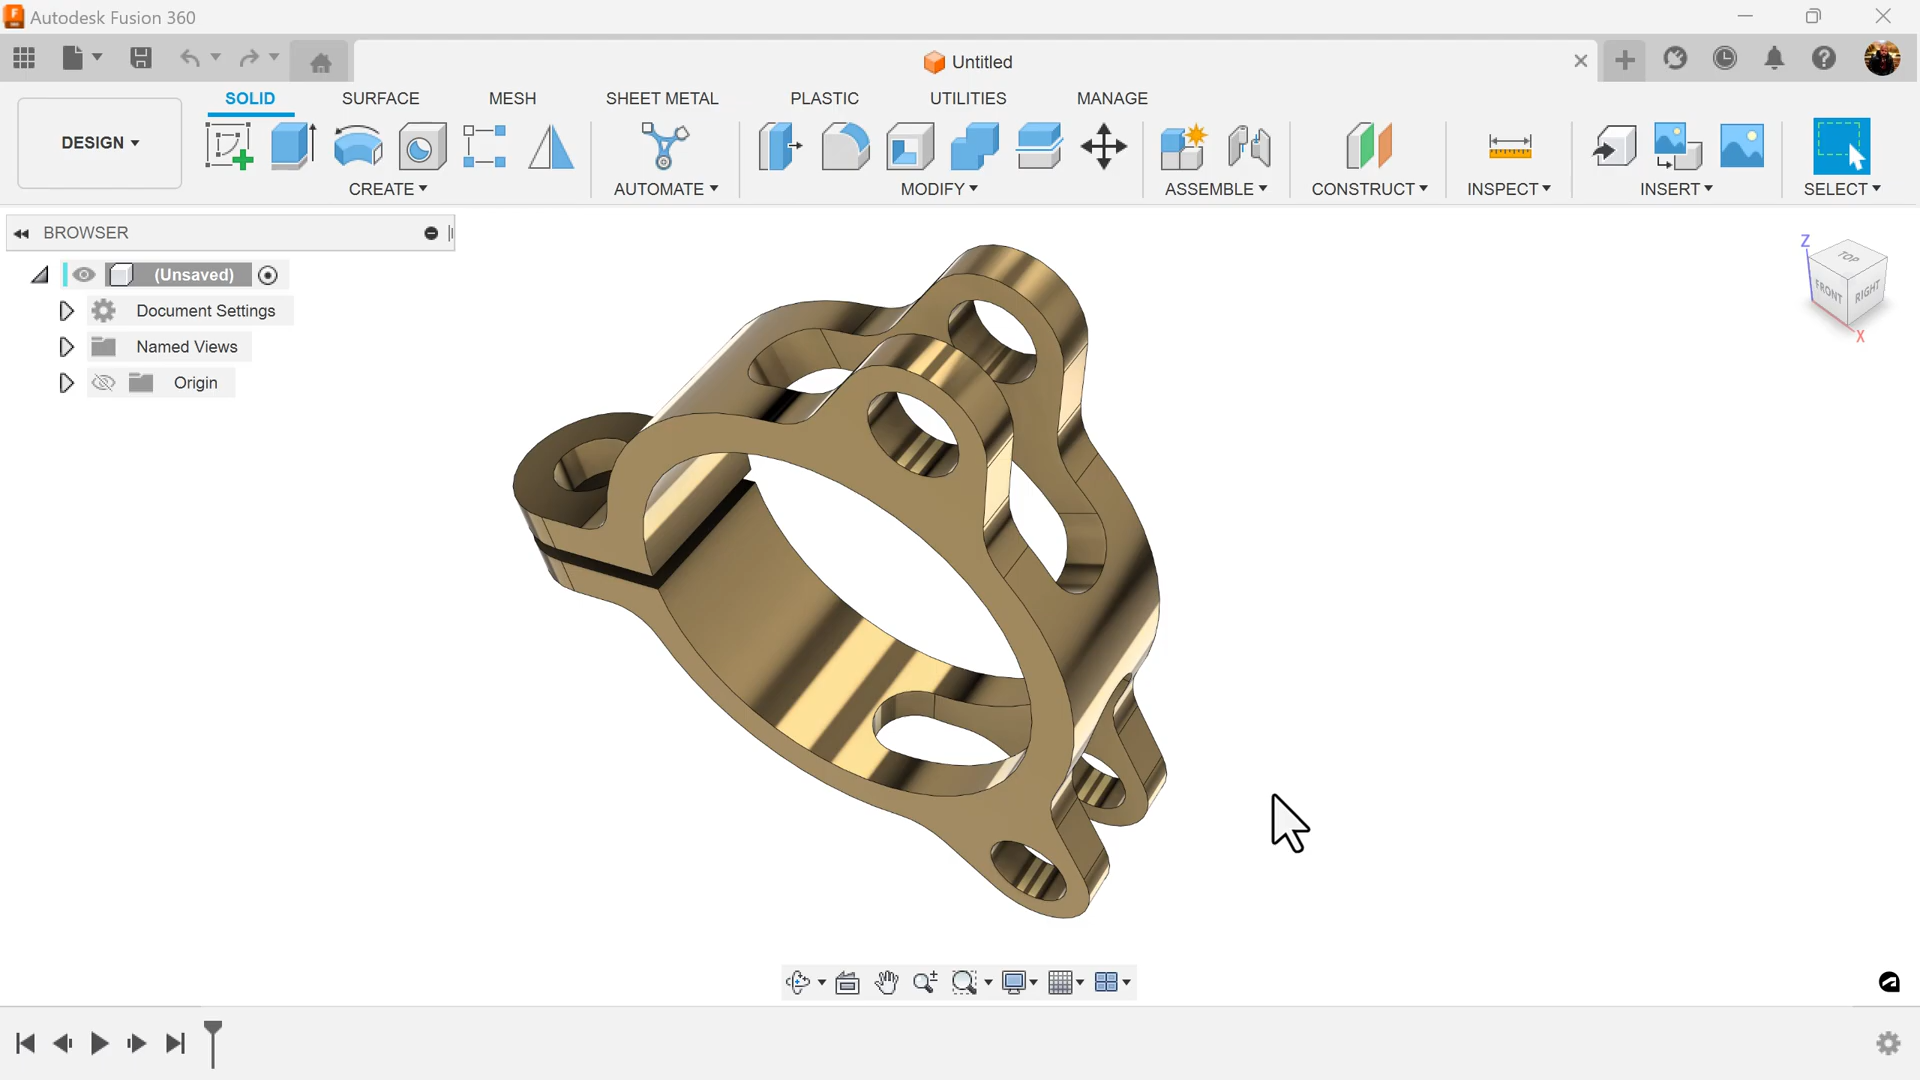 Autodesk Fusion 360
Untitled
DESIGN
SOLID SURFACE MESH SHEET METAL PLASTIC UTILITIES MANAGE
CREATE AUTOMATE MODIFY ASSEMBLE CONSTRUCT INSPECT INSERT SELECT
BROWSER
(Unsaved)
Document Settings
Named Views
Origin
Z
TOP
FRONT RIGHT
X